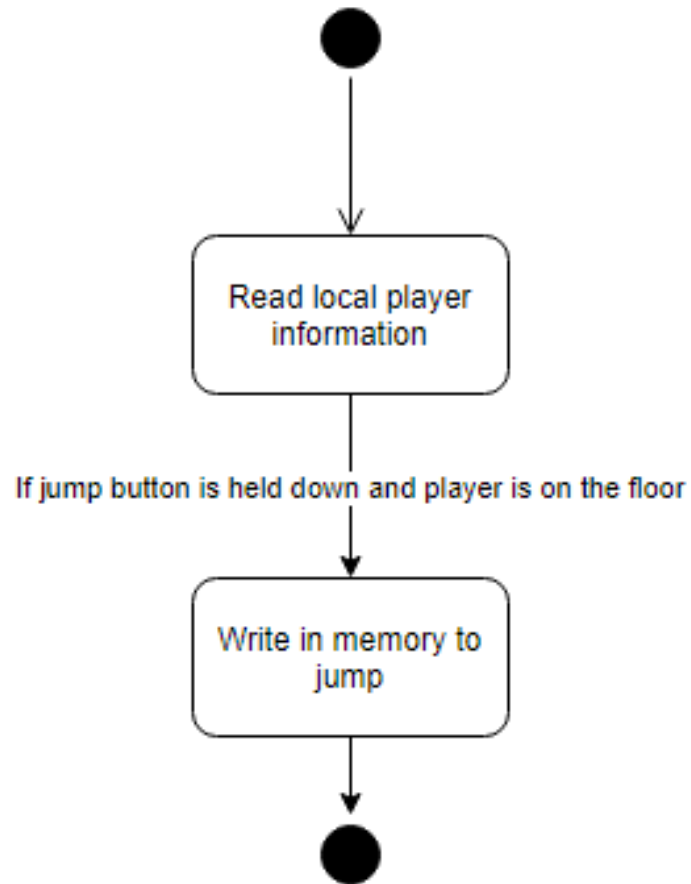 Read local player
information
If jump button is held down and player is on the floor
Write in memory to
jump